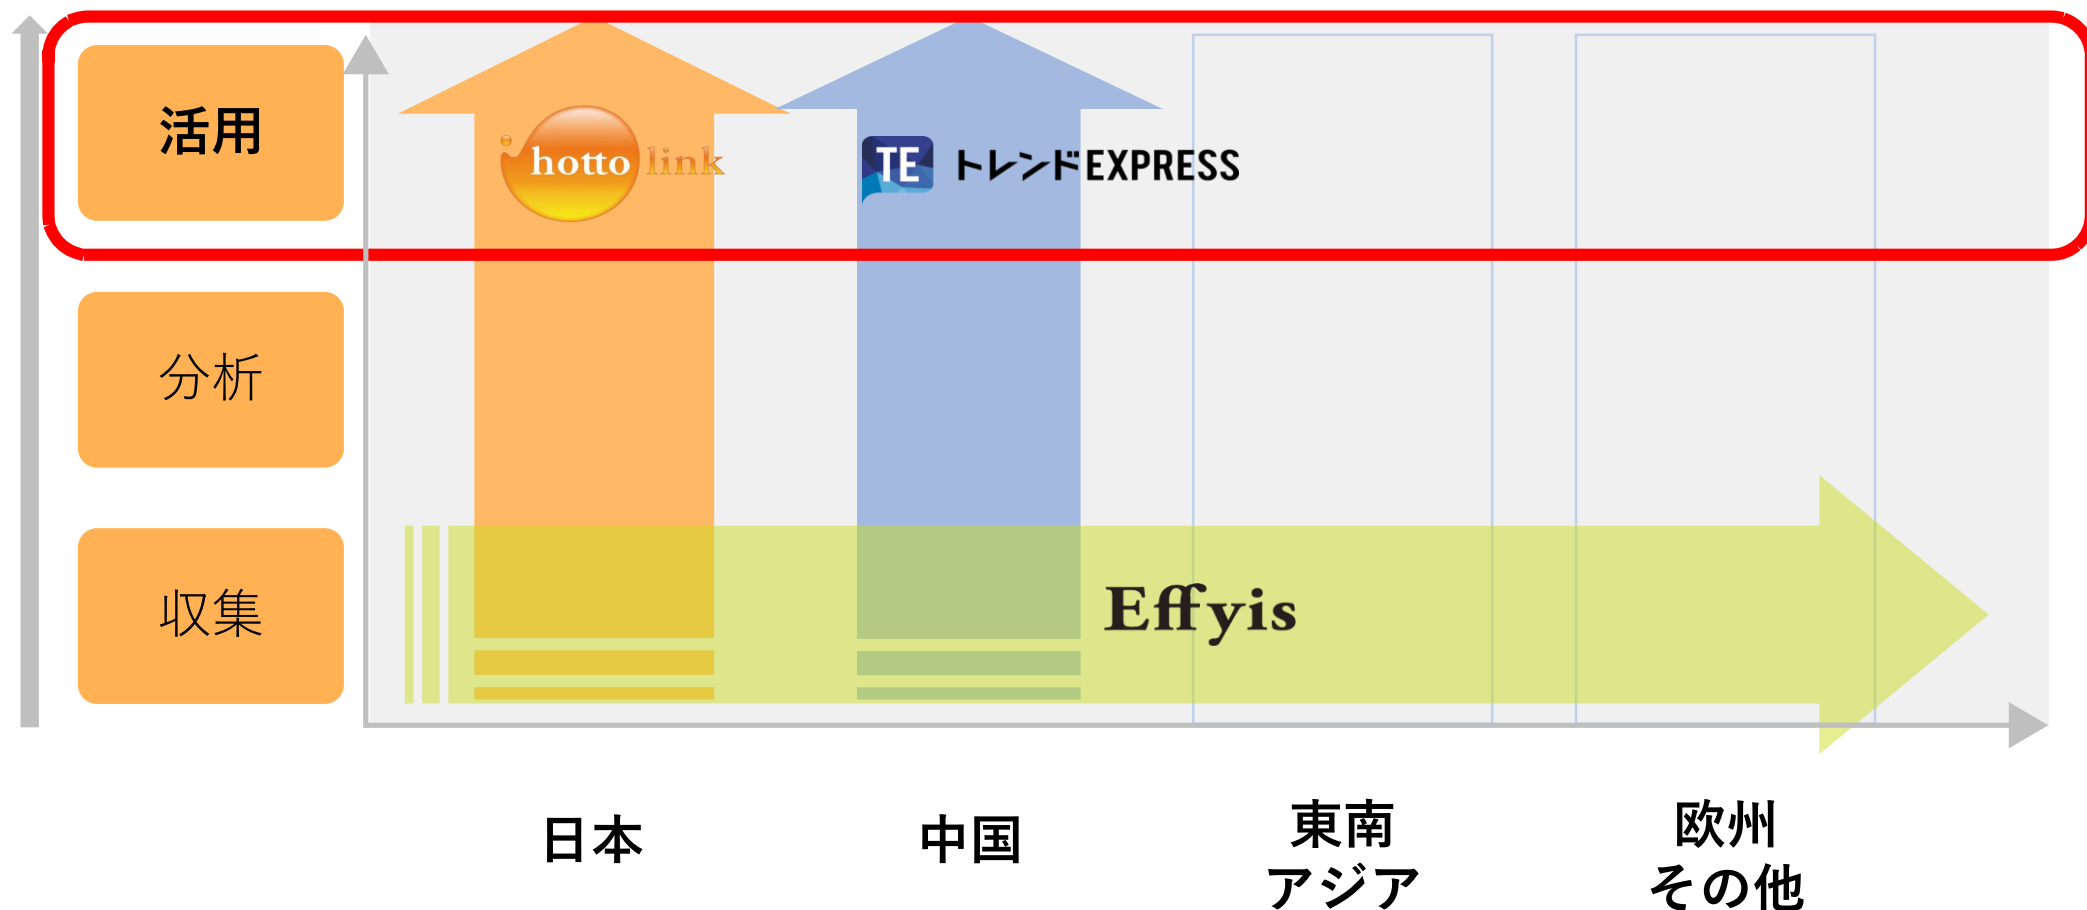 活用
hotto link
TE トレンドEXPRESS
分析
収集
Effyis
日本
中国
東南
アジア
欧州
その他